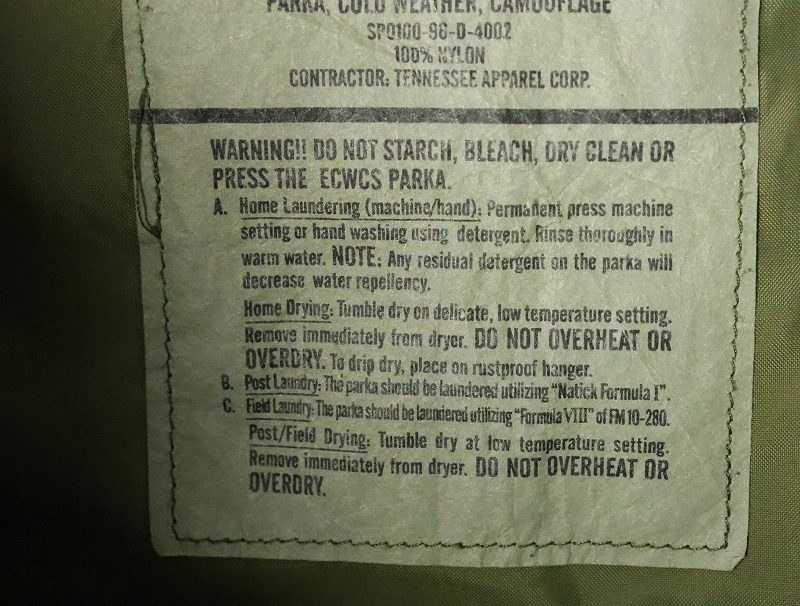 PARKA, COLD WEATHER, CAMOUFLAGE
SPO100-96-D-4002
100% NYLON
CONTRACTOR: TENNESSEE APPAREL CORP.
WARNING!! DO NOT STARCH, BLEACH, DRY CLEAN OR
PRESS THE ECWCS PARKA.
A. Home Laundering (machine/hand): Permanent press machine
setting or hand washing using detergent. Rinse thoroughly in
warm water. NOTE: Any residual detergent on the parka will
decrease water repellency.
Home Drying: Tumble dry on delicate, low temperature setting.
Remove immediately from dryer. DO NOT OVERHEAT OR
OVERDRY. To drip dry, place on rustproof hanger.
B. Post Laundry: The parka should be laundered utilizing "Natick Formula I".
C. Field Laundry: The parka should be laundered utilizing "Formula VIII" of FM 10-280.
Post/Field Drying: Tumble dry at low temperature setting.
Remove immediately from dryer. DO NOT OVERHEAT OR
OVERDRY.